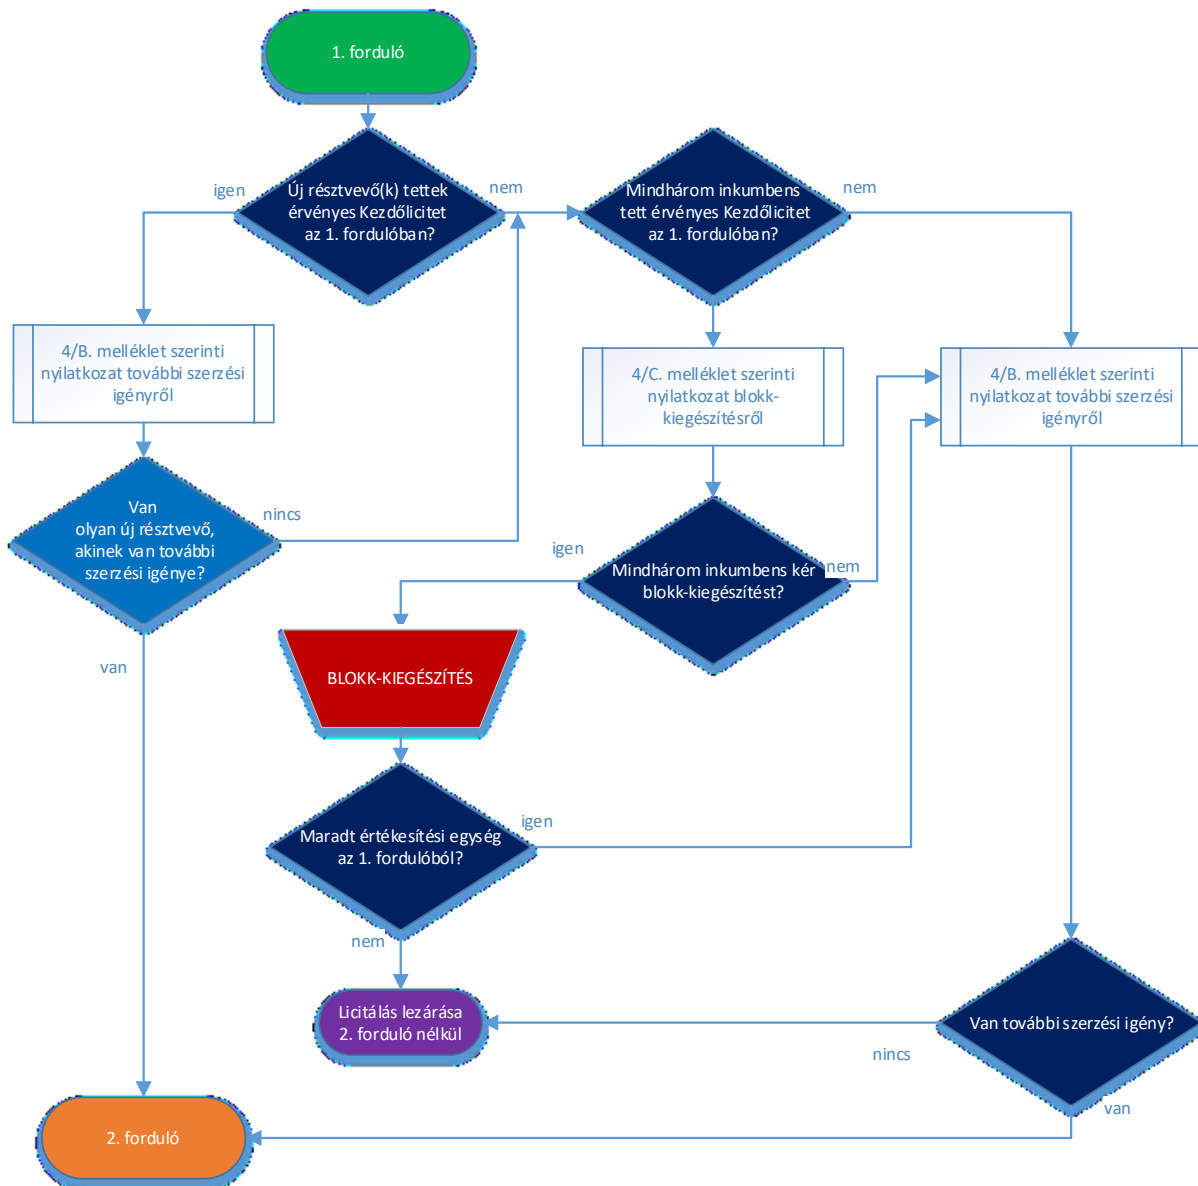 1. forduló
igen
Új résztvevő(k) tettek
érvényes Kezdőlicitet
az 1. fordulóban?
nem
Mindhárom inkumbens
tett érvényes Kezdőlicitet
az 1. fordulóban?
nem
4/B. melléklet szerinti
nyilatkozat további szerzési
igényről
4/C. melléklet szerinti
nyilatkozat blokk-
kiegészítésről
4/B. melléklet szerinti
nyilatkozat további szerzési
igényről
Van
olyan új résztvevő,
akinek van további
szerzési igénye?
nincs
igen
Mindhárom inkumbens kér
blokk-kiegészítést?
nem
van
BLOKK-KIEGÉSZÍTÉS
Maradt értékesítési egység
az 1. fordulóból?
igen
nem
Licitálás lezárása
2. forduló nélkül
Van további szerzési igény?
nincs
van
2. forduló